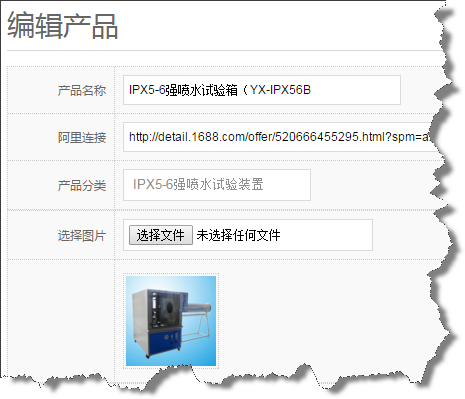 编辑产品
产品名称 IPX5-6强喷水试验箱（YX-IPX56B
阿里连接 http://detail.1688.com/offer/520666455295.html?spm=a
产品分类 IPX5-6强喷水试验装置
选择图片 选择文件 未选择任何文件